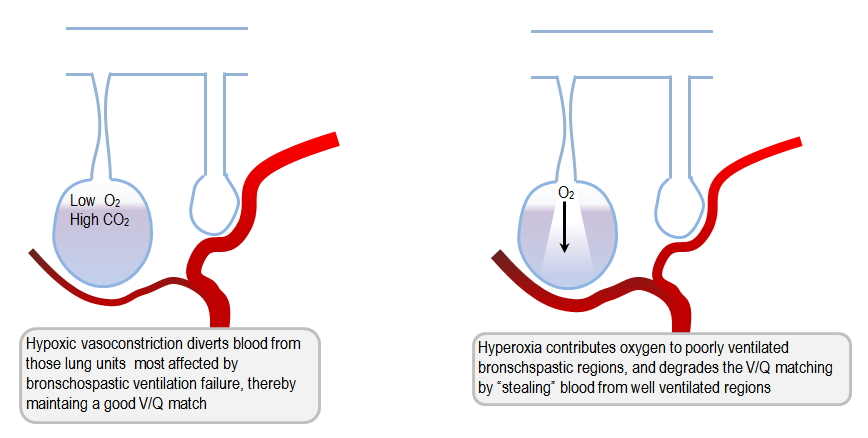 Low O₂
High CO₂
Hypoxic vasoconstriction diverts blood from
those lung units most affected by
bronschospastic ventilation failure, thereby
maintaing a good V/Q match
O₂
Hyperoxia contributes oxygen to poorly ventilated
bronschspastic regions, and degrades the V/Q matching
by “stealing” blood from well ventilated regions